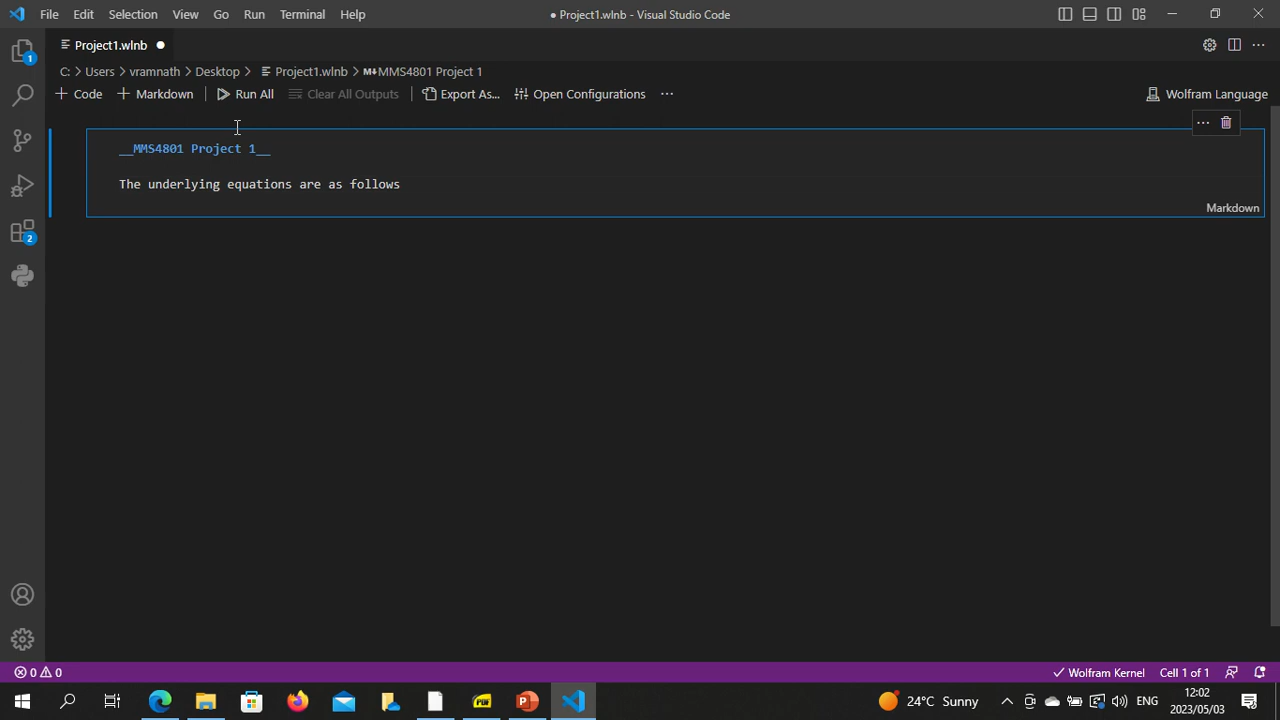 File Edit Selection View Go Run Terminal Help ● Project1.wlnb - Visual Studio Code
Project1.wlnb ●
C: > Users > vramnath > Desktop > Project1.wlnb > MMS4801 Project 1
+ Code + Markdown Run All Clear All Outputs Export As... Open Configurations ... Wolfram Language
__MMS4801 Project 1__
The underlying equations are as follows
Markdown
1
2
0 0 Wolfram Kernel Cell 1 of 1
PDF 24°C Sunny ENG 12:02
2023/05/03